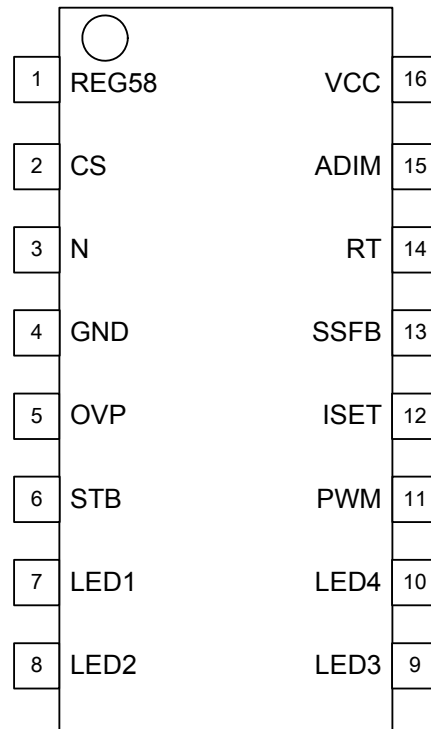 1 REG58 VCC 16
2 CS ADIM 15
3 N RT 14
4 GND SSFB 13
5 OVP ISET 12
6 STB PWM 11
7 LED1 LED4 10
8 LED2 LED3 9